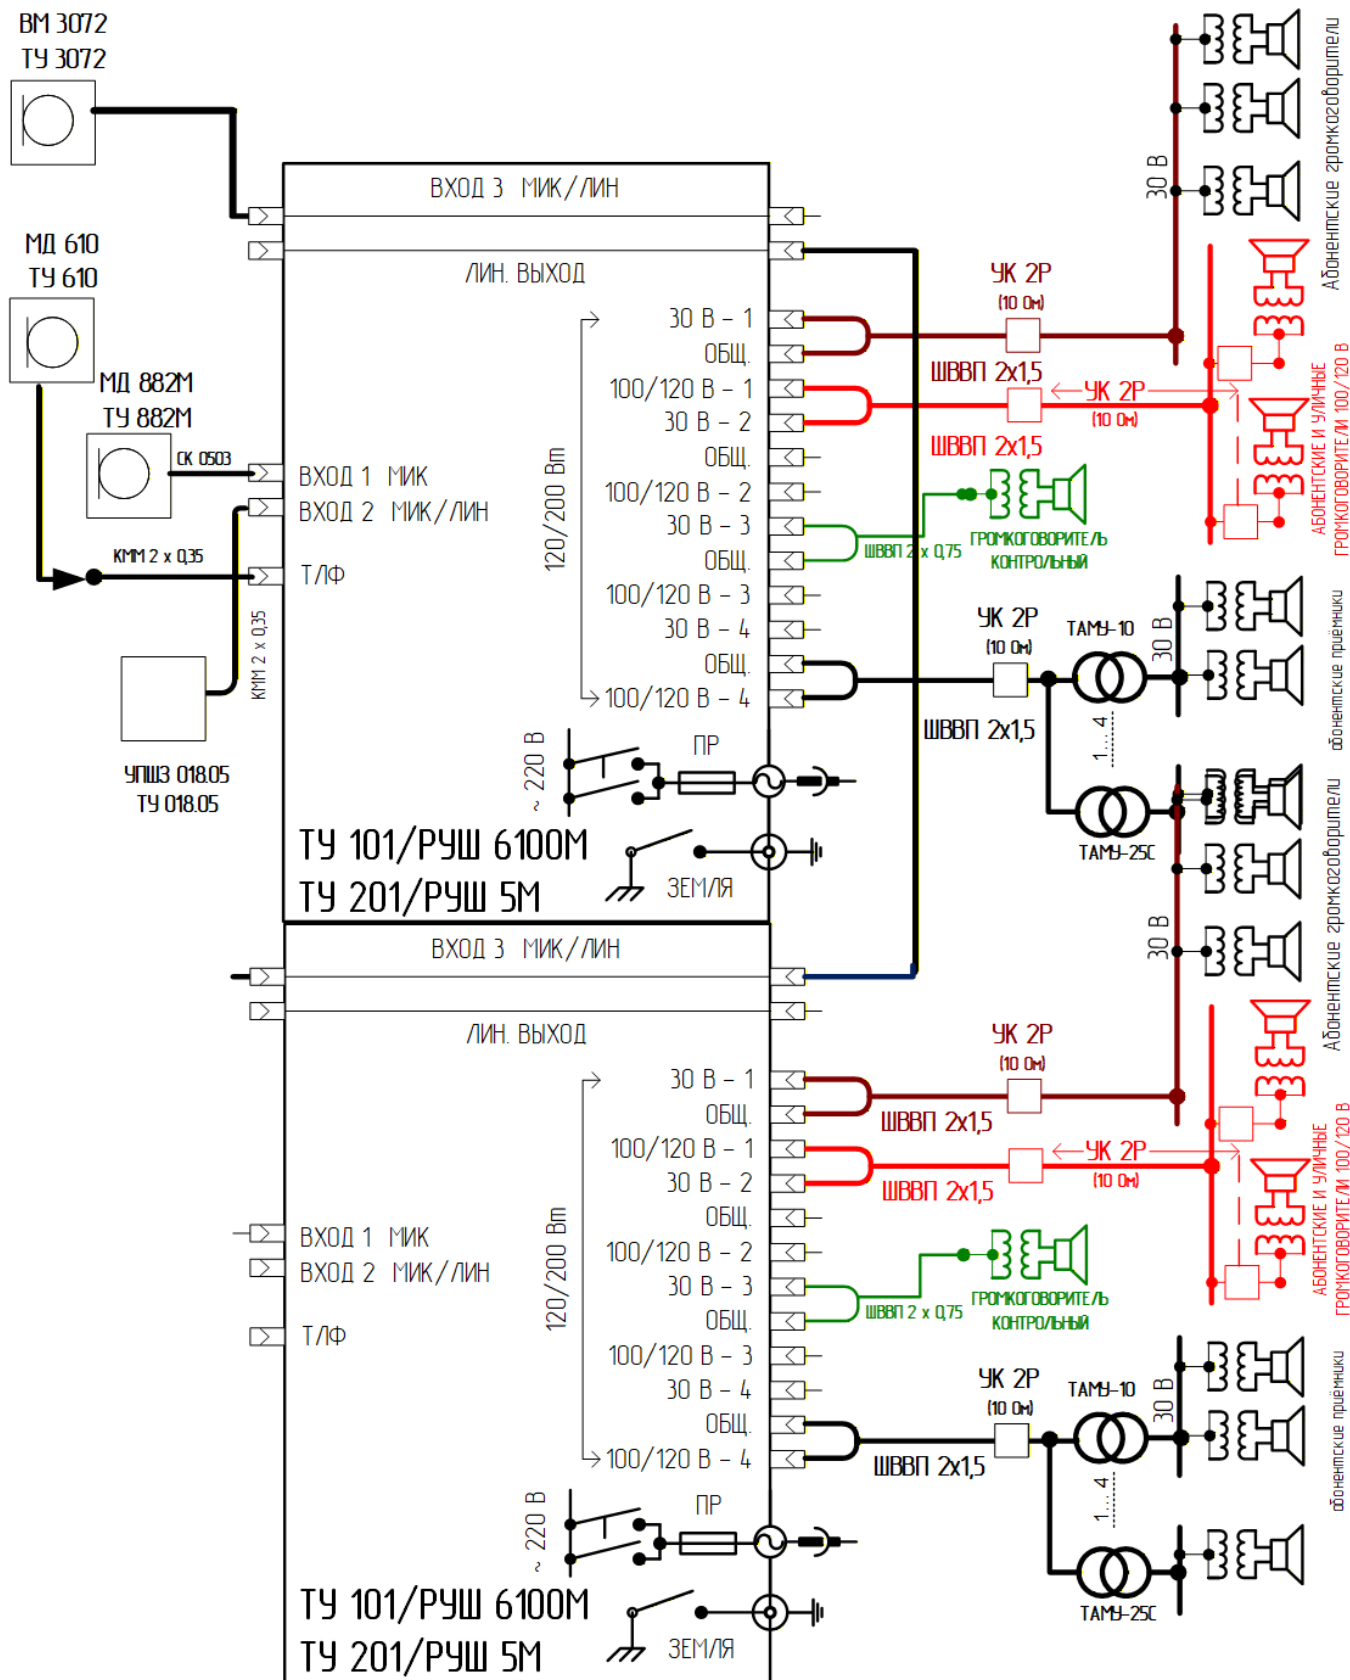 ВМ 3072
ТУ 3072
МД 610
ТУ 610
МД 882М
ТУ 882М
СК 0503
КММ 2 х 0,35
КММ 2 х 0,35
УПШЗ 018.05
ТУ 018.05
ВХОД 3 МИК/ЛИН
ЛИН. ВЫХОД
30 В - 1
ОБЩ.
100/120 В - 1
30 В - 2
ОБЩ.
100/120 В - 2
30 В - 3
ОБЩ.
100/120 В - 3
30 В - 4
ОБЩ.
100/120 В - 4
120/200 Вт
ВХОД 1 МИК
ВХОД 2 МИК/ЛИН
ТЛФ
~ 220 В
ПР
ЗЕМЛЯ
ТУ 101/РУШ 6100М
ТУ 201/РУШ 5М
УК 2Р
(10 Ом)
ШВВП 2х1,5
УК 2Р
(10 Ом)
ШВВП 2х1,5
ШВВП 2 х 0,75
ГРОМКОГОВОРИТЕЛЬ
КОНТРОЛЬНЫЙ
УК 2Р
(10 Ом)
ШВВП 2х1,5
ТАМУ-10
1... 4
ТАМУ-25С
30 В
30 В
Абонентские громкоговорители
АБОНЕНТСКИЕ И УЛИЧНЫЕ
ГРОМКОГОВОРИТЕЛИ 100/120 В
абонентские приёмники
ВХОД 3 МИК/ЛИН
ЛИН. ВЫХОД
30 В - 1
ОБЩ.
100/120 В - 1
30 В - 2
ОБЩ.
100/120 В - 2
30 В - 3
ОБЩ.
100/120 В - 3
30 В - 4
ОБЩ.
100/120 В - 4
120/200 Вт
ВХОД 1 МИК
ВХОД 2 МИК/ЛИН
ТЛФ
~ 220 В
ПР
ЗЕМЛЯ
ТУ 101/РУШ 6100М
ТУ 201/РУШ 5М
УК 2Р
(10 Ом)
ШВВП 2х1,5
УК 2Р
(10 Ом)
ШВВП 2х1,5
ШВВП 2 х 0,75
ГРОМКОГОВОРИТЕЛЬ
КОНТРОЛЬНЫЙ
УК 2Р
(10 Ом)
ШВВП 2х1,5
ТАМУ-10
1... 4
ТАМУ-25С
30 В
30 В
Абонентские громкоговорители
АБОНЕНТСКИЕ И УЛИЧНЫЕ
ГРОМКОГОВОРИТЕЛИ 100/120 В
абонентские приёмники